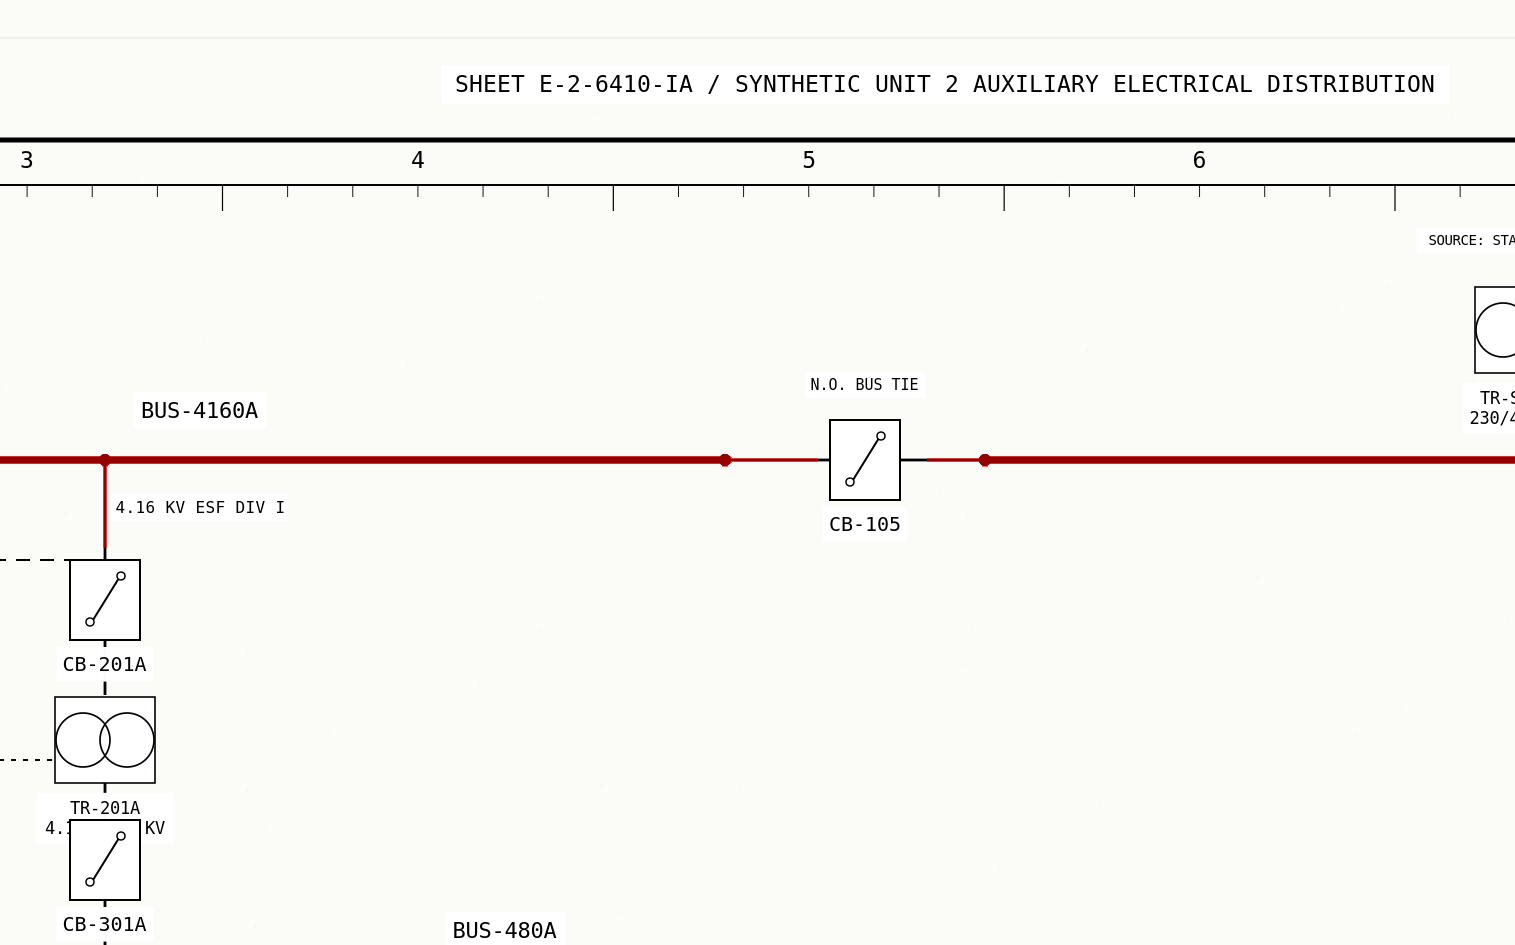 SHEET E-2-6410-IA / SYNTHETIC UNIT 2 AUXILIARY ELECTRICAL DISTRIBUTION
3 4 5 6
SOURCE:
N.O. BUS TIE
BUS-4160A
CB-105
4.16 KV ESF DIV I
CB-201A
TR-201A
KV
CB-301A
BUS-480A